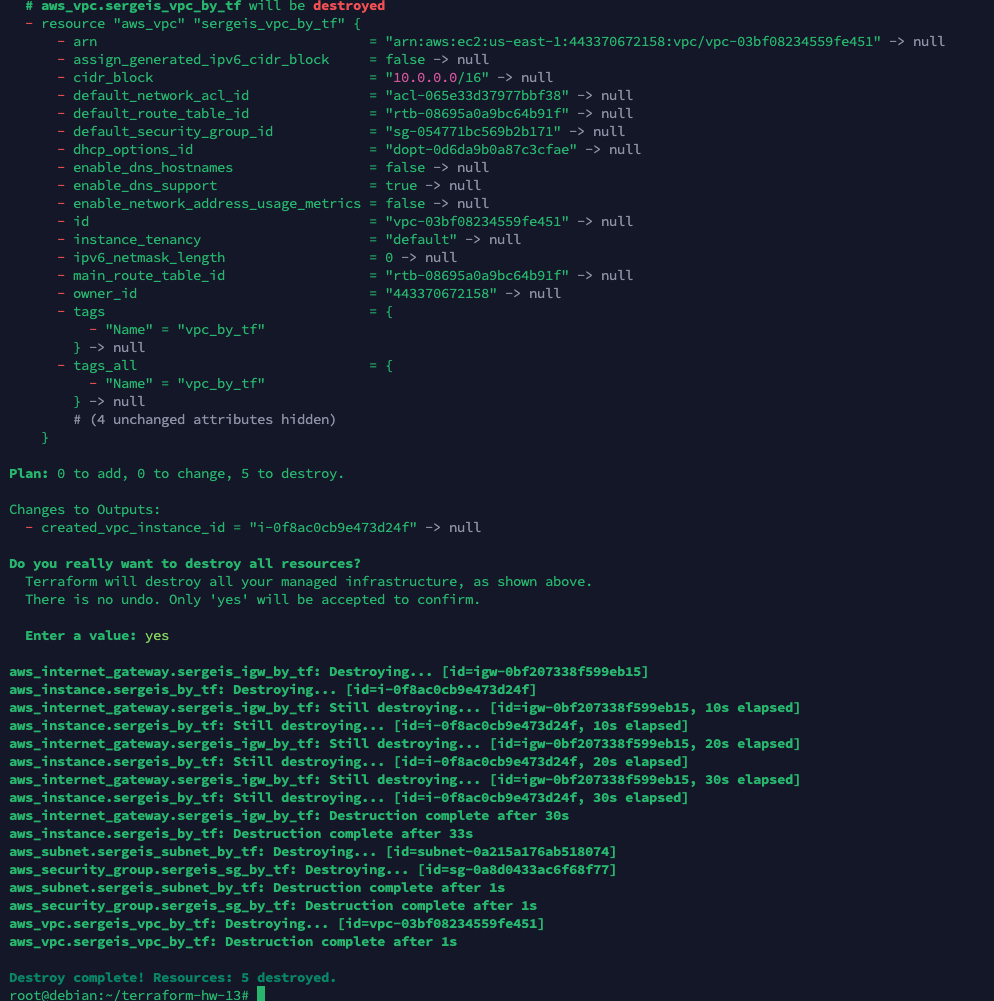 # aws_vpc.sergeis_vpc_by_tf will be destroyed
- resource "aws_vpc" "sergeis_vpc_by_tf" {
- arn = "arn:aws:ec2:us-east-1:443370672158:vpc/vpc-03bf08234559fe451" -> null
- assign_generated_ipv6_cidr_block = false -> null
- cidr_block = "10.0.0.0/16" -> null
- default_network_acl_id = "acl-065e33d37977bbf38" -> null
- default_route_table_id = "rtb-08695a0a9bc64b91f" -> null
- default_security_group_id = "sg-054771bc569b2b171" -> null
- dhcp_options_id = "dopt-0d6da9b0a87c3cfae" -> null
- enable_dns_hostnames = false -> null
- enable_dns_support = true -> null
- enable_network_address_usage_metrics = false -> null
- id = "vpc-03bf08234559fe451" -> null
- instance_tenancy = "default" -> null
- ipv6_netmask_length = 0 -> null
- main_route_table_id = "rtb-08695a0a9bc64b91f" -> null
- owner_id = "443370672158" -> null
- tags = {
- "Name" = "vpc_by_tf"
} -> null
- tags_all = {
- "Name" = "vpc_by_tf"
} -> null
# (4 unchanged attributes hidden)
}
Plan: 0 to add, 0 to change, 5 to destroy.
Changes to Outputs:
- created_vpc_instance_id = "i-0f8ac0cb9e473d24f" -> null
Do you really want to destroy all resources?
Terraform will destroy all your managed infrastructure, as shown above.
There is no undo. Only 'yes' will be accepted to confirm.
Enter a value: yes
aws_internet_gateway.sergeis_igw_by_tf: Destroying... [id=igw-0bf207338f599eb15]
aws_instance.sergeis_by_tf: Destroying... [id=i-0f8ac0cb9e473d24f]
aws_internet_gateway.sergeis_igw_by_tf: Still destroying... [id=igw-0bf207338f599eb15, 10s elapsed]
aws_instance.sergeis_by_tf: Still destroying... [id=i-0f8ac0cb9e473d24f, 10s elapsed]
aws_internet_gateway.sergeis_igw_by_tf: Still destroying... [id=igw-0bf207338f599eb15, 20s elapsed]
aws_instance.sergeis_by_tf: Still destroying... [id=i-0f8ac0cb9e473d24f, 20s elapsed]
aws_internet_gateway.sergeis_igw_by_tf: Still destroying... [id=igw-0bf207338f599eb15, 30s elapsed]
aws_instance.sergeis_by_tf: Still destroying... [id=i-0f8ac0cb9e473d24f, 30s elapsed]
aws_internet_gateway.sergeis_igw_by_tf: Destruction complete after 30s
aws_instance.sergeis_by_tf: Destruction complete after 33s
aws_subnet.sergeis_subnet_by_tf: Destroying... [id=subnet-0a215a176ab518074]
aws_security_group.sergeis_sg_by_tf: Destroying... [id=sg-0a8d0433ac6f68f77]
aws_subnet.sergeis_subnet_by_tf: Destruction complete after 1s
aws_security_group.sergeis_sg_by_tf: Destruction complete after 1s
aws_vpc.sergeis_vpc_by_tf: Destroying... [id=vpc-03bf08234559fe451]
aws_vpc.sergeis_vpc_by_tf: Destruction complete after 1s
Destroy complete! Resources: 5 destroyed.
root@debian:~/terraform-hw-13#